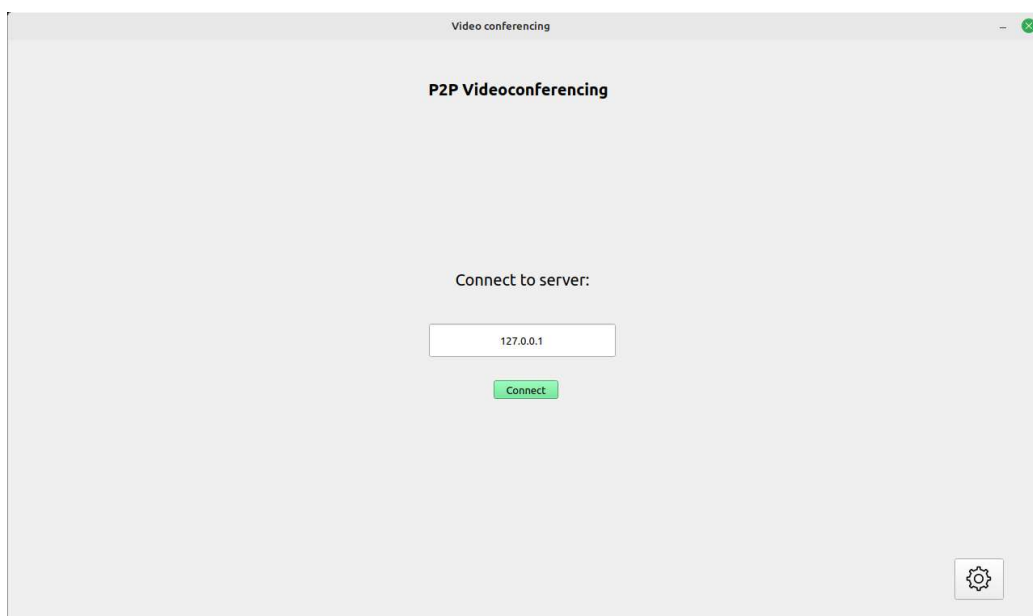 Video conferencing
P2P Videoconferencing
Connect to server:
127.0.0.1
Connect